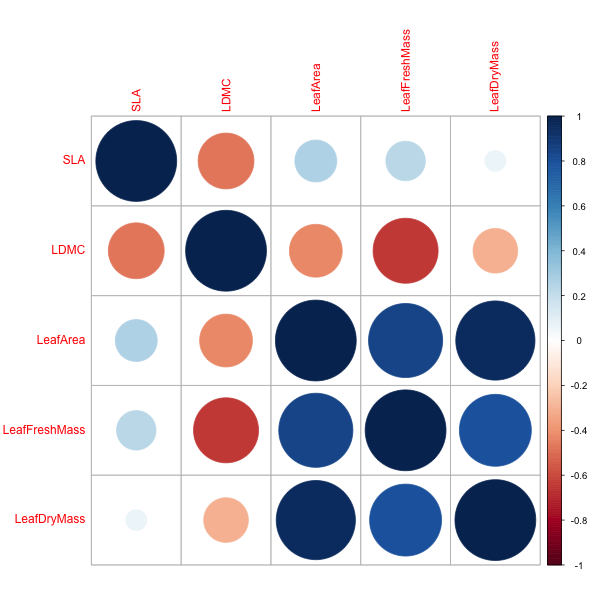 SLA
LDMC
LeafArea
LeafFreshMass
LeafDryMass
SLA
LDMC
LeafArea
LeafFreshMass
LeafDryMass
1
0.8
0.6
0.4
0.2
0
-0.2
-0.4
-0.6
-0.8
-1